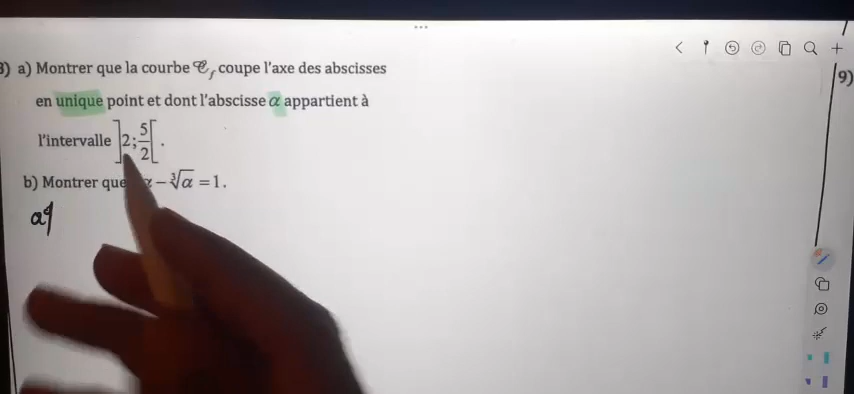 3) a) Montrer que la courbe 𝒞f coupe l'axe des abscisses
en unique point et dont l'abscisse α appartient à
l'intervalle ]2; 5/2[.
b) Montrer que α − ∛α = 1.
a)
9)